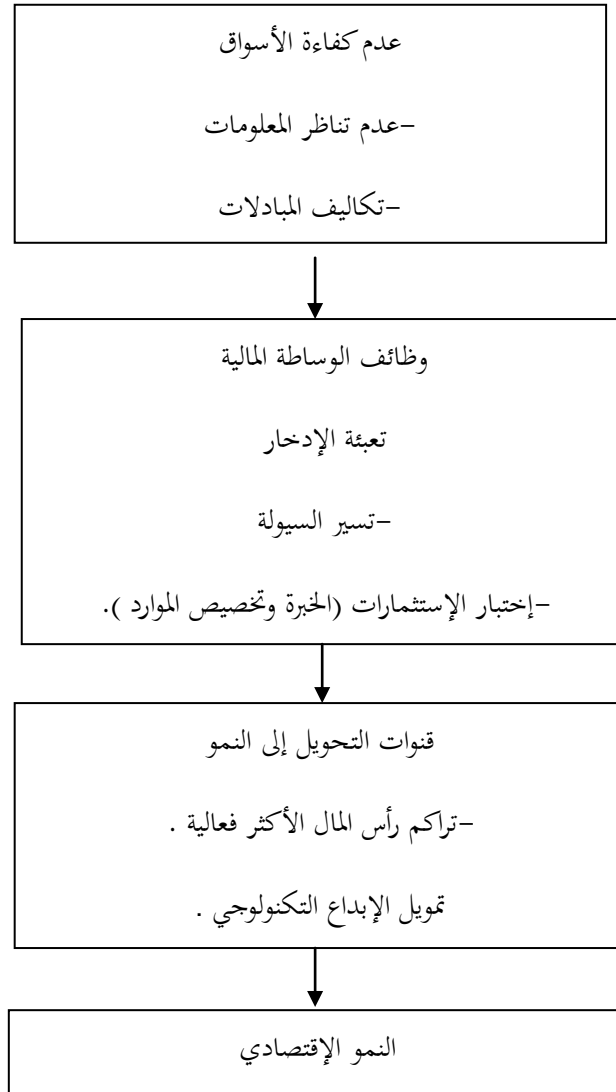 عدم كفاءة الأسواق
-عدم تناظر المعلومات
-تكاليف المبادلات
وظائف الوساطة المالية
تعبئة الإدخار
-تسير السيولة
-إختبار الإستثمارات (الخبرة وتخصيص الموارد ).
قنوات التحويل إلى النمو
-تراكم رأس المال الأكثر فعالية .
تمويل الإبداع التكنولوجي .
النمو الإقتصادي